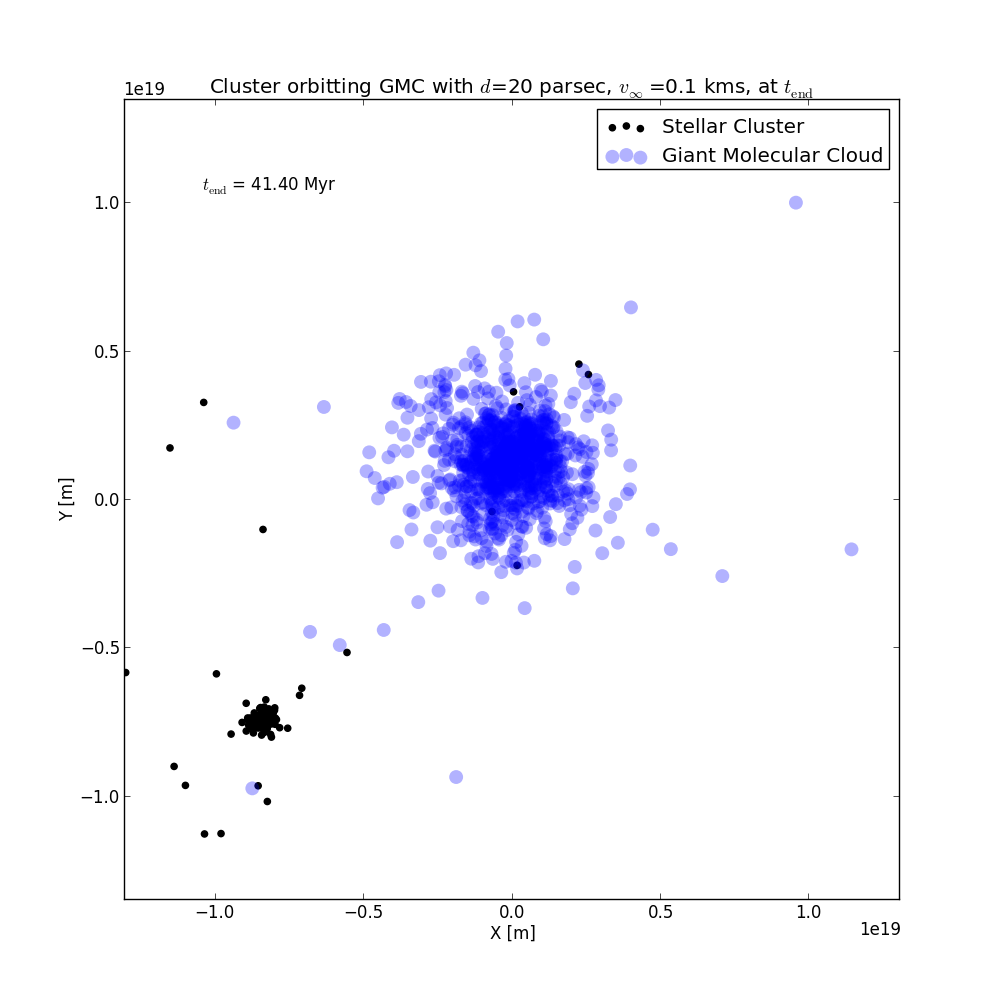 Cluster orbitting GMC with d=20 parsec, v∞ =0.1 kms, at t_end
1e19
Stellar Cluster
Giant Molecular Cloud
t_end = 41.40 Myr
1.0
0.5
0.0
−0.5
−1.0
Y [m]
−1.0 −0.5 0.0 0.5 1.0
X [m]
1e19